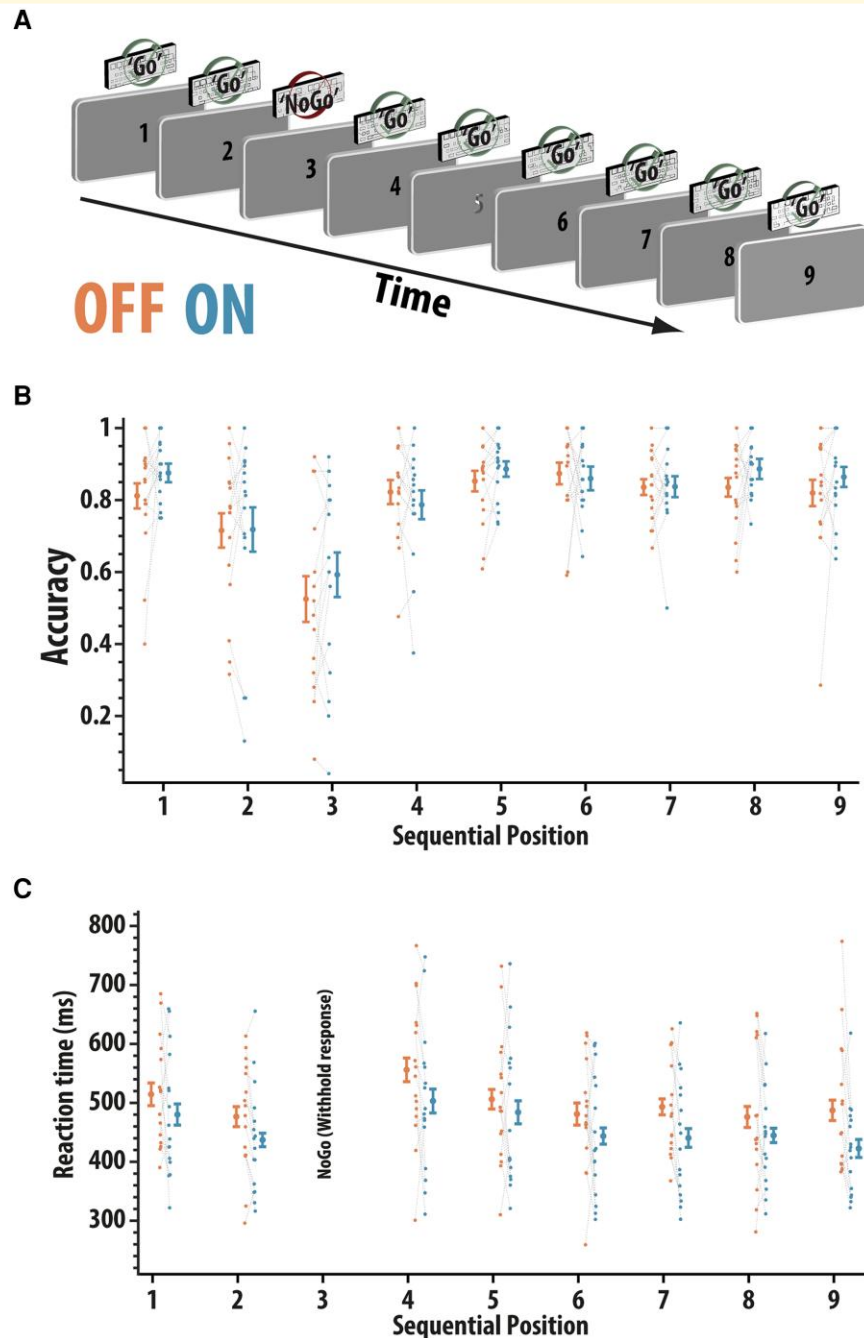 A
'Go'
'Go'
'NoGo'
'Go'
'Go'
'Go'
'Go'
'Go'
'Go'
1
2
3
4
5
6
7
8
9
Time
OFF ON
B
Accuracy
1
0.8
0.6
0.4
0.2
1 2 3 4 5 6 7 8 9
Sequential Position
C
Reaction time (ms)
800
700
600
500
400
300
NoGo (Withhold response)
1 2 3 4 5 6 7 8 9
Sequential Position